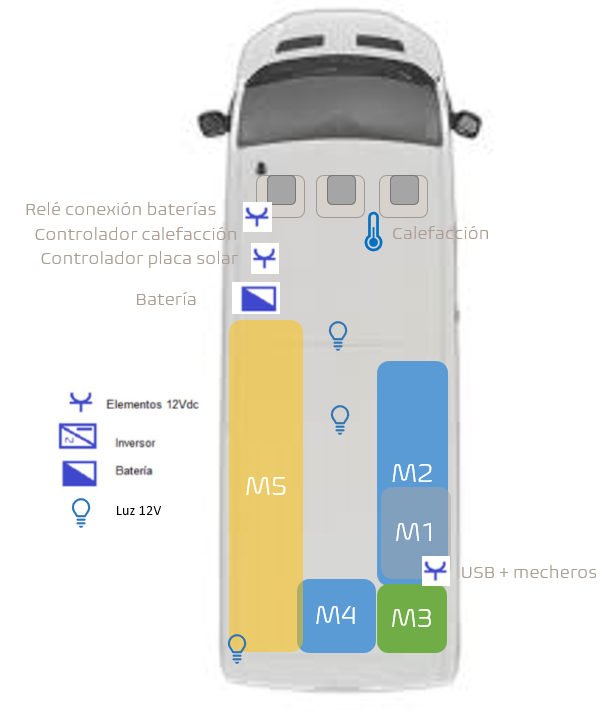 Relé conexión baterías
Controlador calefacción
Calefacción
Controlador placa solar
Batería
Elementos 12Vdc
Inversor
Batería
Luz 12V
M5
M2
M1
USB + mecheros
M4
M3